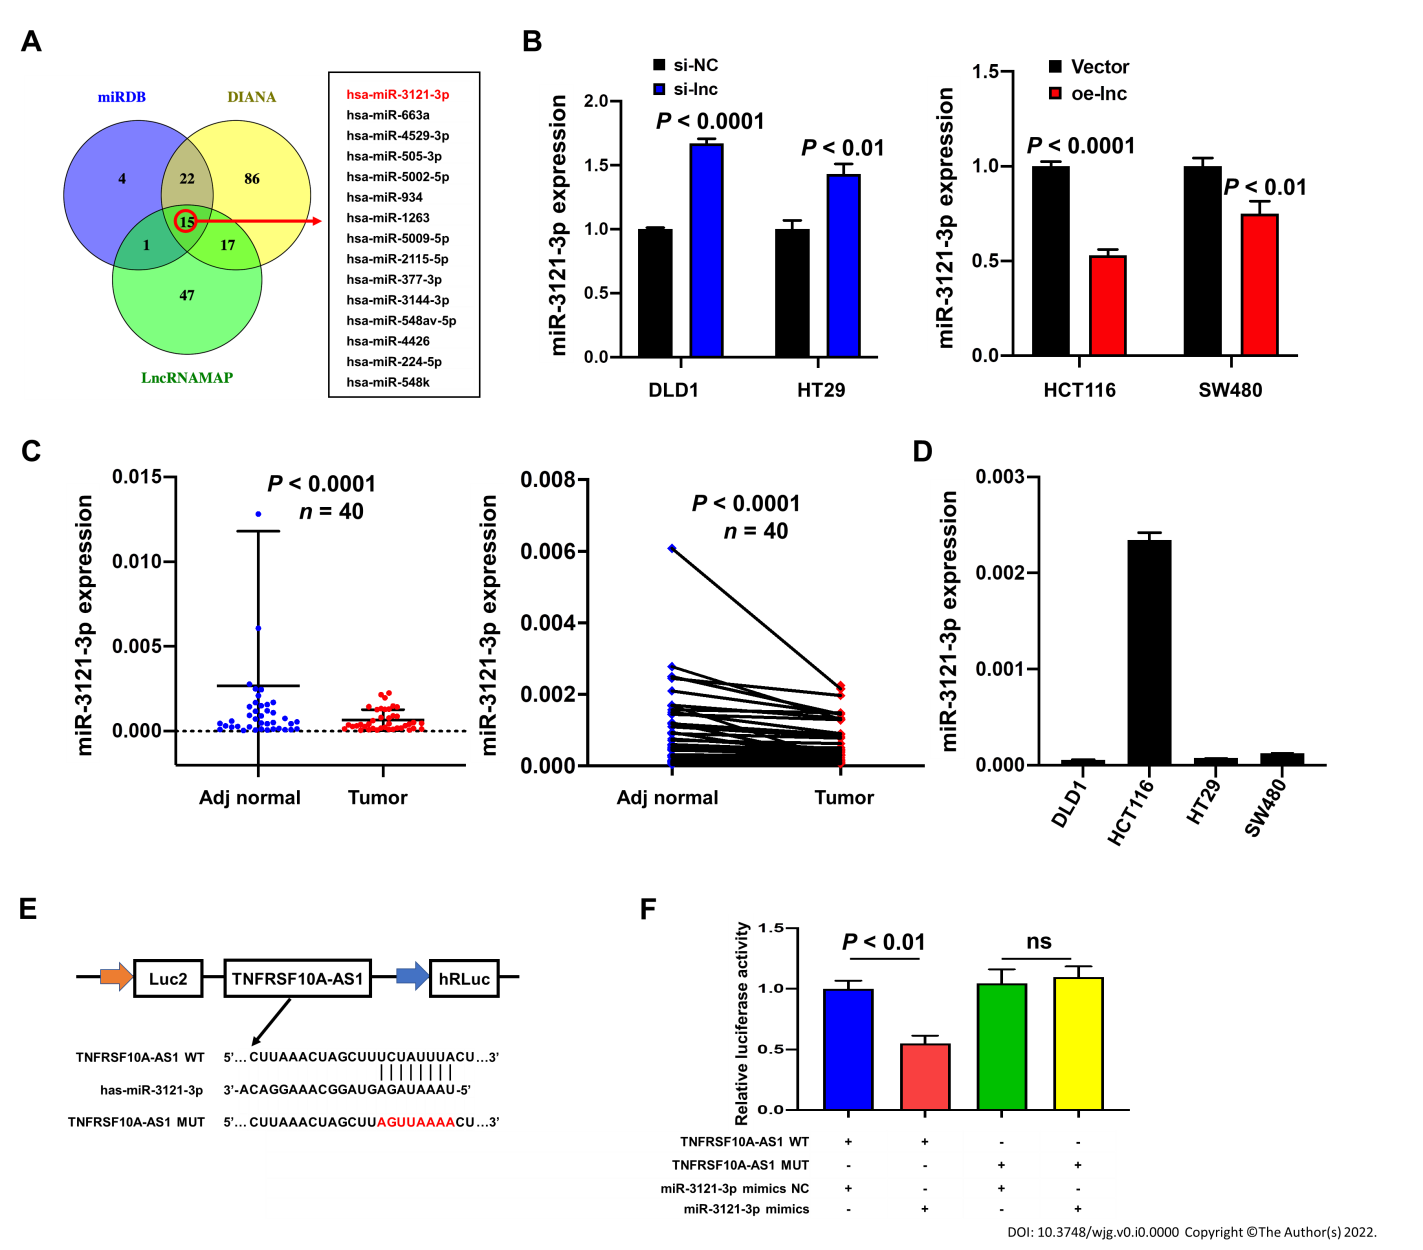 A
miRDB
DIANA
4
22
86
15
1
17
47
LncRNAMAP
hsa-miR-3121-3p
hsa-miR-663a
hsa-miR-4529-3p
hsa-miR-505-3p
hsa-miR-5002-5p
hsa-miR-934
hsa-miR-1263
hsa-miR-5009-5p
hsa-miR-2115-5p
hsa-miR-377-3p
hsa-miR-3144-3p
hsa-miR-548av-5p
hsa-miR-4426
hsa-miR-224-5p
hsa-miR-548k
B
si-NC
si-lnc
miR-3121-3p expression
2.0
1.5
1.0
0.5
0.0
P < 0.0001
P < 0.01
DLD1
HT29
Vector
oe-lnc
miR-3121-3p expression
1.5
1.0
0.5
0.0
P < 0.0001
P < 0.01
HCT116
SW480
C
miR-3121-3p expression
0.015
0.010
0.005
0.000
P < 0.0001
n = 40
Adj normal
Tumor
miR-3121-3p expression
0.008
0.006
0.004
0.002
0.000
P < 0.0001
n = 40
Adj normal
Tumor
D
miR-3121-3p expression
0.003
0.002
0.001
0.000
DLD1
HCT116
HT29
SW480
E
Luc2
TNFRSF10A-AS1
hRLuc
TNFRSF10A-AS1 WT 5'...CUUAAACUAGCUUUCUAUUUACU...3'
has-miR-3121-3p 3'-ACAGGAAACGGAUGAGAUAAAU-5'
TNFRSF10A-AS1 MUT 5'...CUUAAACUAGCUUAGUUAAAACU...3'
F
Relative luciferase activity
1.5
1.0
0.5
0.0
P < 0.01
ns
TNFRSF10A-AS1 WT + + - -
TNFRSF10A-AS1 MUT - - + +
miR-3121-3p mimics NC + - + -
miR-3121-3p mimics - + - +
DOI: 10.3748/wjg.v0.i0.0000 Copyright ©The Author(s) 2022.